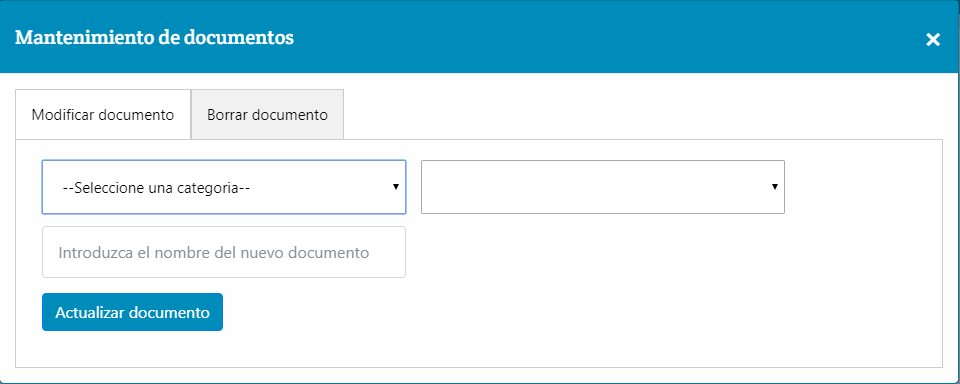 Mantenimiento de documentos
Modificar documento
Borrar documento
--Seleccione una categoria--
Introduzca el nombre del nuevo documento
Actualizar documento